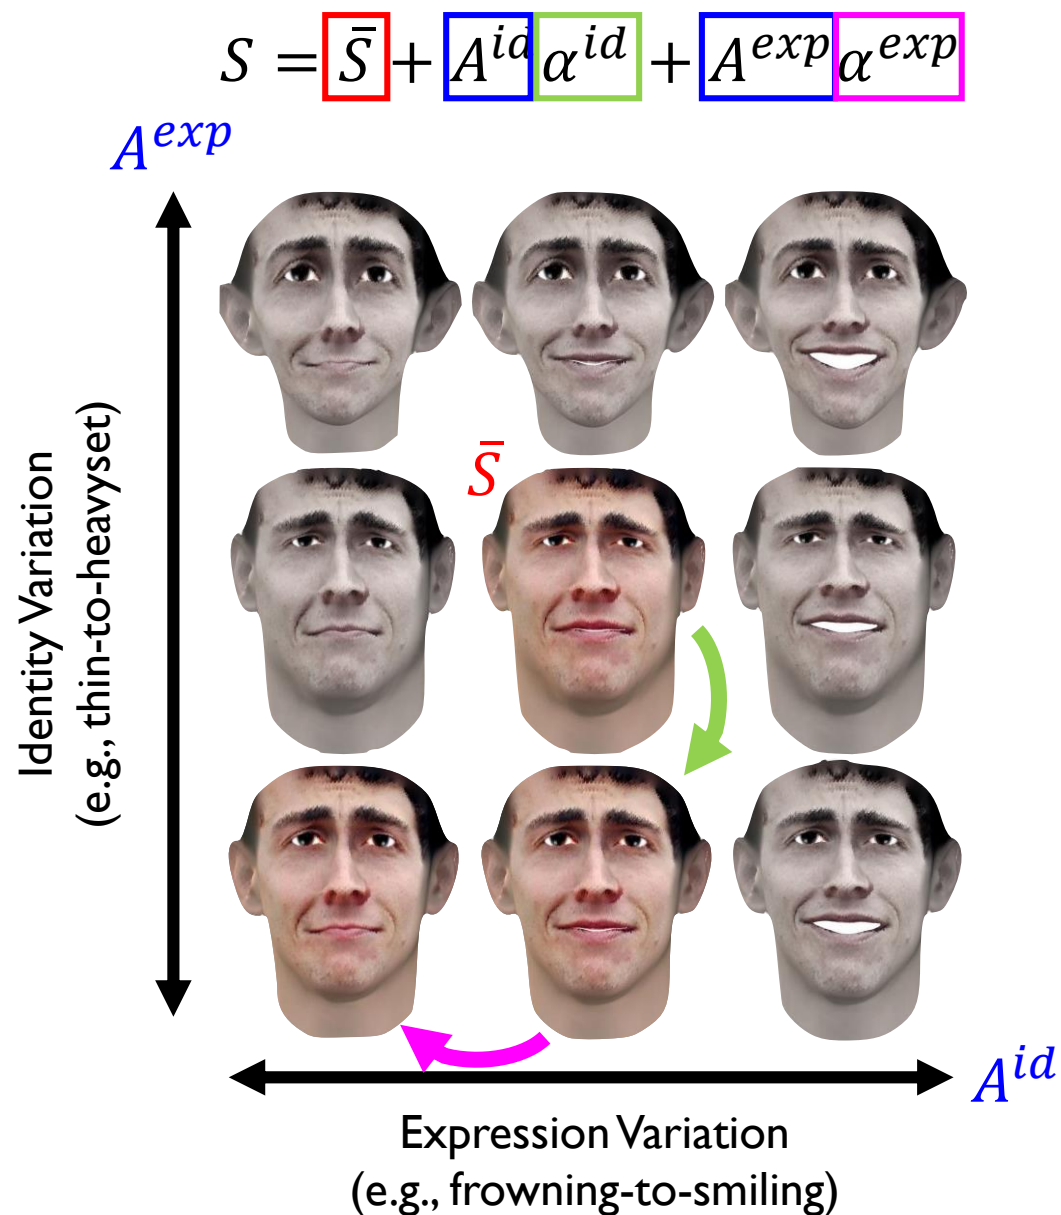 S = S̄ + A^{id} α^{id} + A^{exp} α^{exp}
A^{exp}
Identity Variation
(e.g., thin-to-heavyset)
S̄
A^{id}
Expression Variation
(e.g., frowning-to-smiling)